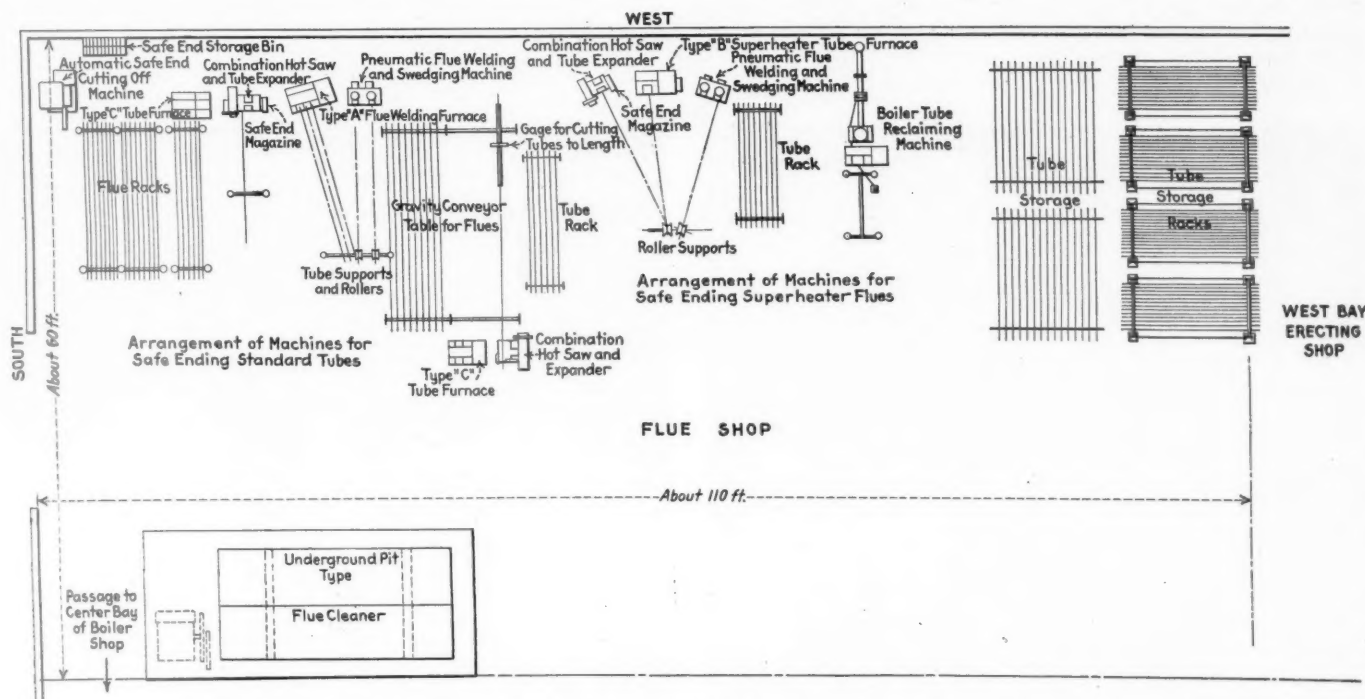 WEST
Safe End Storage Bin
Automatic Safe End
Cutting Off
Machine
Type "C" Tube Furnace
Combination Hot Saw
and Tube Expander
Safe End
Magazine
Pneumatic Flue Welding
and Swedging Machine
Type "A" Flue Welding Furnace
Gage for Cutting
Tubes to Length
Combination Hot Saw
and Tube Expander
Type "B" Superheater Tube Furnace
Pneumatic Flue
Welding and
Swedging Machine
Safe End
Magazine
Boiler Tube
Reclaiming
Machine
Flue Racks
Gravity Conveyor
Table for Flues
Tube
Rack
Tube
Rack
Tube
Storage
Tube
Storage
Racks
Tube Supports
and Rollers
Roller Supports
Arrangement of Machines for
Safe Ending Superheater Flues
Arrangement of Machines for
Safe Ending Standard Tubes
Type "C"
Tube Furnace
Combination
Hot Saw and
Expander
WEST BAY
ERECTING
SHOP
SOUTH
About 60 ft.
FLUE SHOP
About 110 ft.
Passage to
Center Bay
of Boiler
Shop
Underground Pit
Type
Flue Cleaner